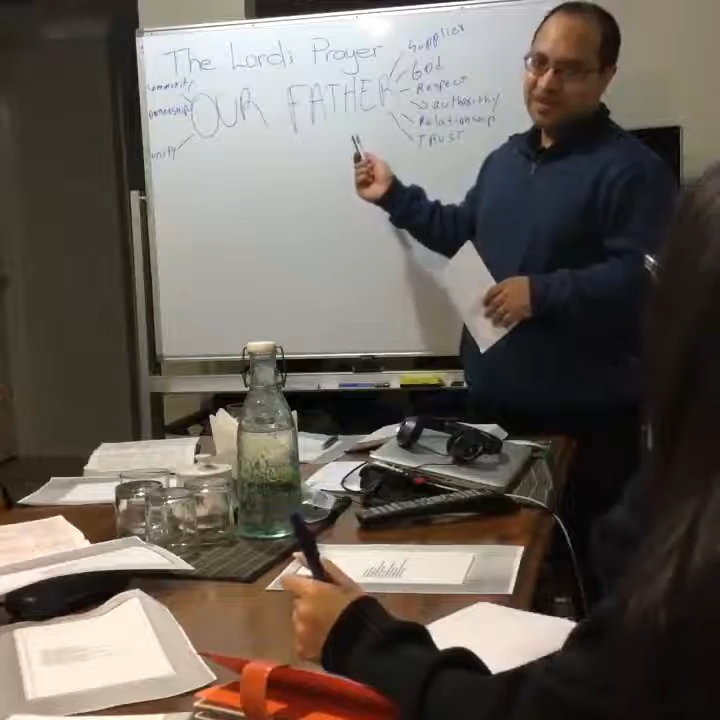 The Lord's Prayer
community
ownership
unity
OUR FATHER
Supplier
God
Respect
authority
Relationship
TRUST